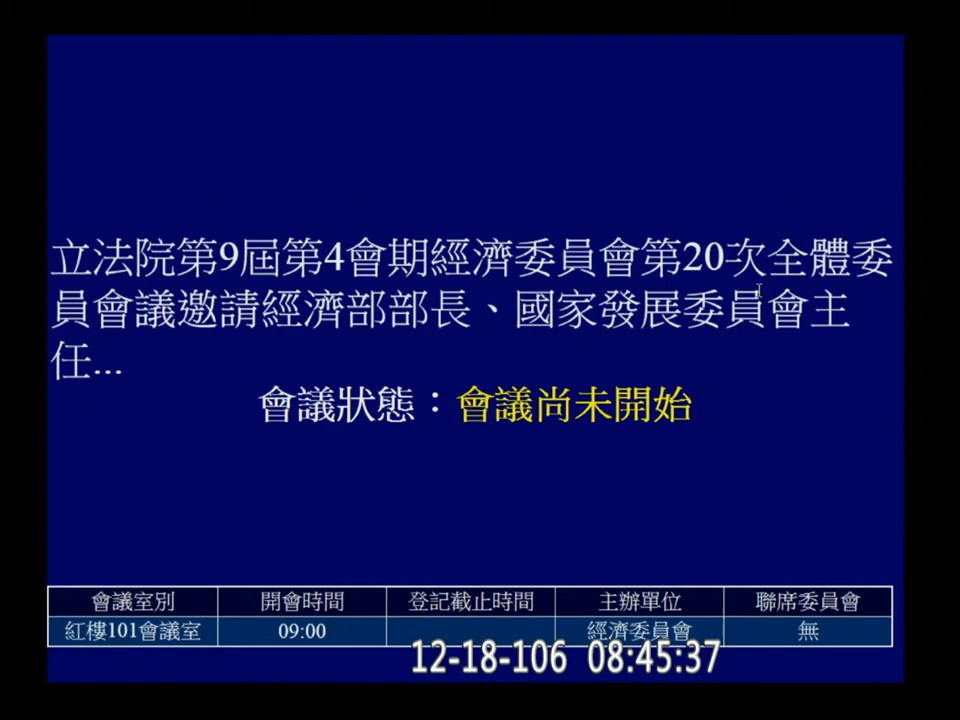 立法院第9屆第4會期經濟委員會第20次全體委
員會議邀請經濟部部長、國家發展委員會主
任...
會議狀態：會議尚未開始
會議室別 開會時間 登記截止時間 主辦單位 聯席委員會
紅樓101會議室 09:00 經濟委員會 無
12-18-106 08:45:37